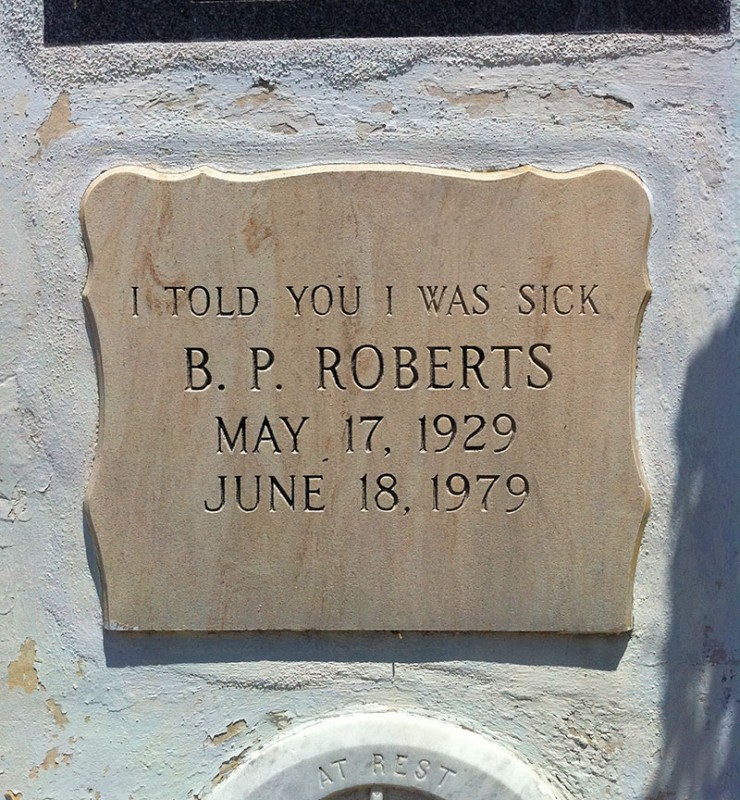 I TOLD YOU I WAS SICK
B. P. ROBERTS
MAY 17, 1929
JUNE 18, 1979
AT REST